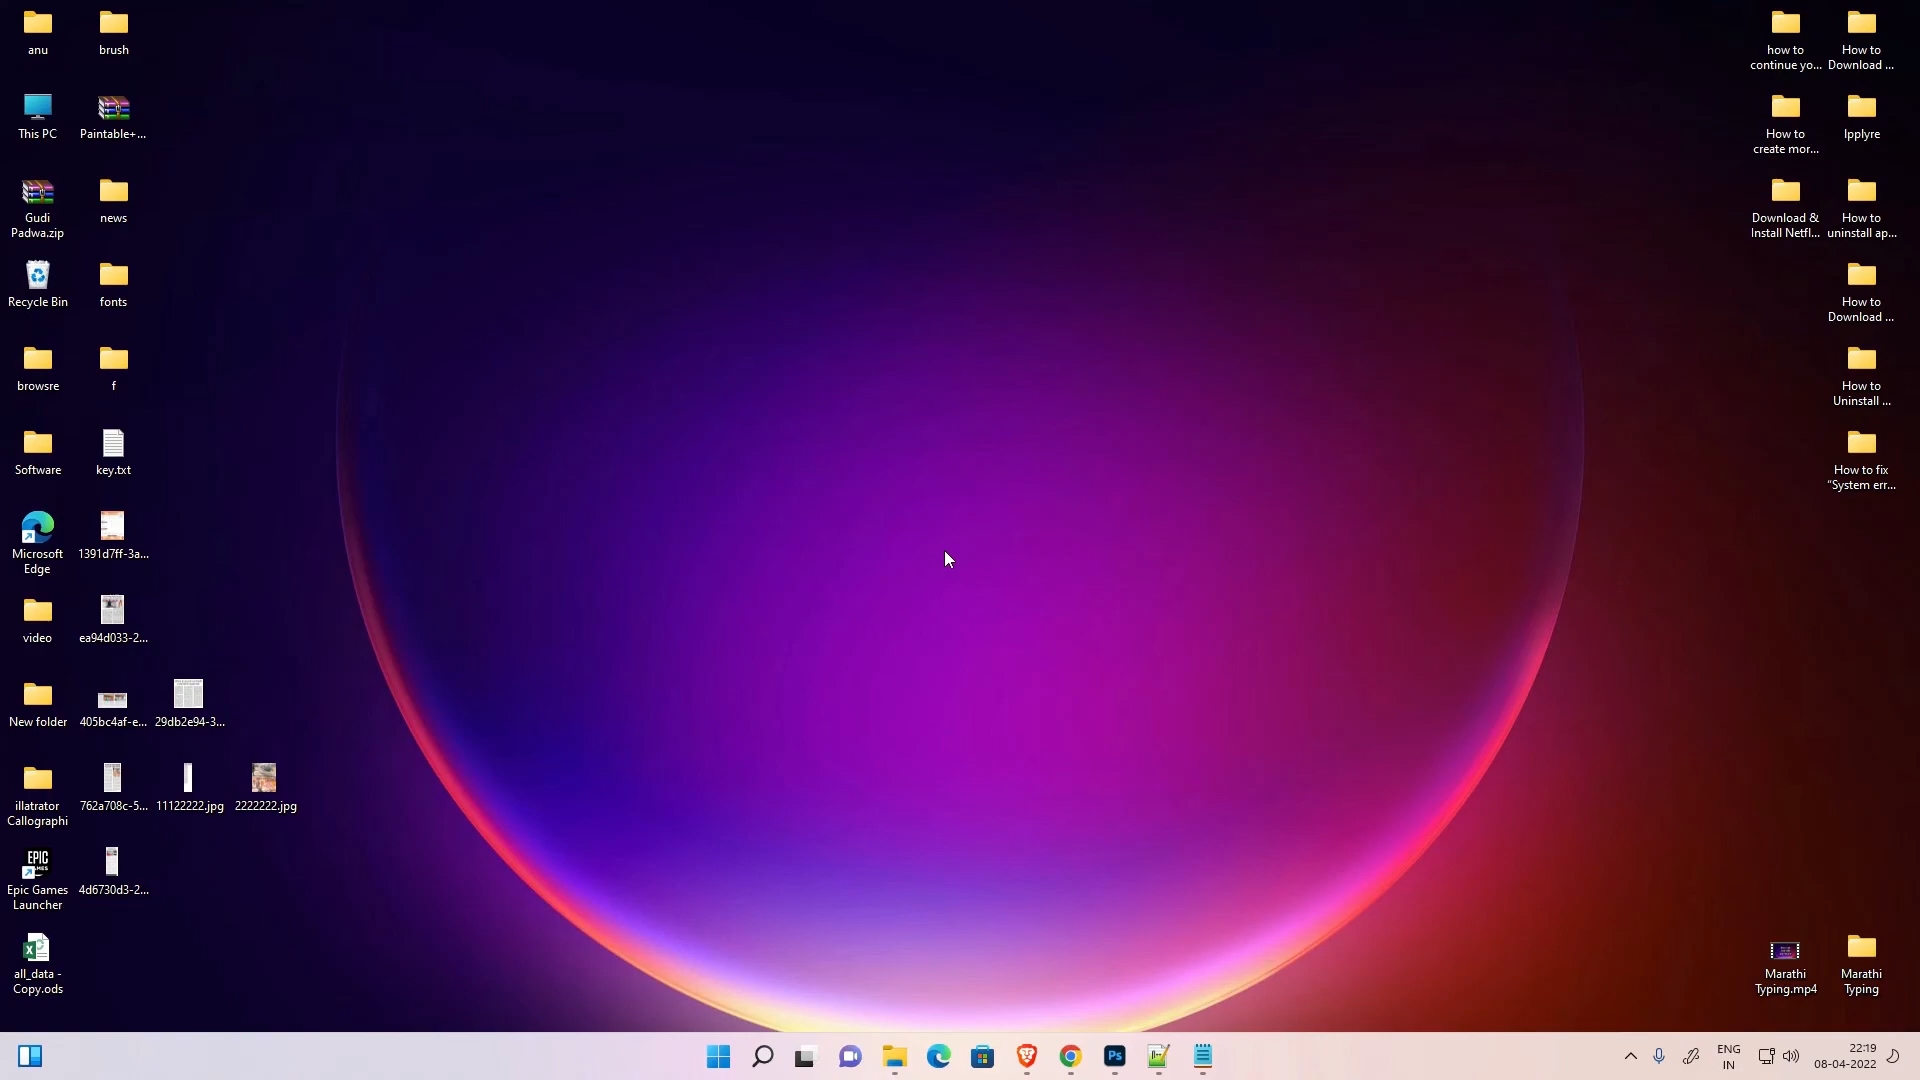 anu
brush
This PC
Paintable+...
Gudi
Padwa.zip
news
Recycle Bin
fonts
browsre
f
Software
key.txt
Microsoft
Edge
1391d7ff-3a...
video
ea94d033-2...
New folder
405bc4af-e...
29db2e94-3...
illatrator
Callographi
762a708c-5...
11122222.jpg
2222222.jpg
EPIC
Epic Games
Launcher
4d6730d3-2...
all_data -
Copy.ods
how to
continue yo...
How to
Download ...
How to
create mor...
Ipplyre
Download &
Install Netfl...
How to
uninstall ap...
How to
Download ...
How to
Uninstall ...
How to fix
"System err...
Marathi
Typing.mp4
Marathi
Typing
Ps
ENG
IN
22:19
08-04-2022